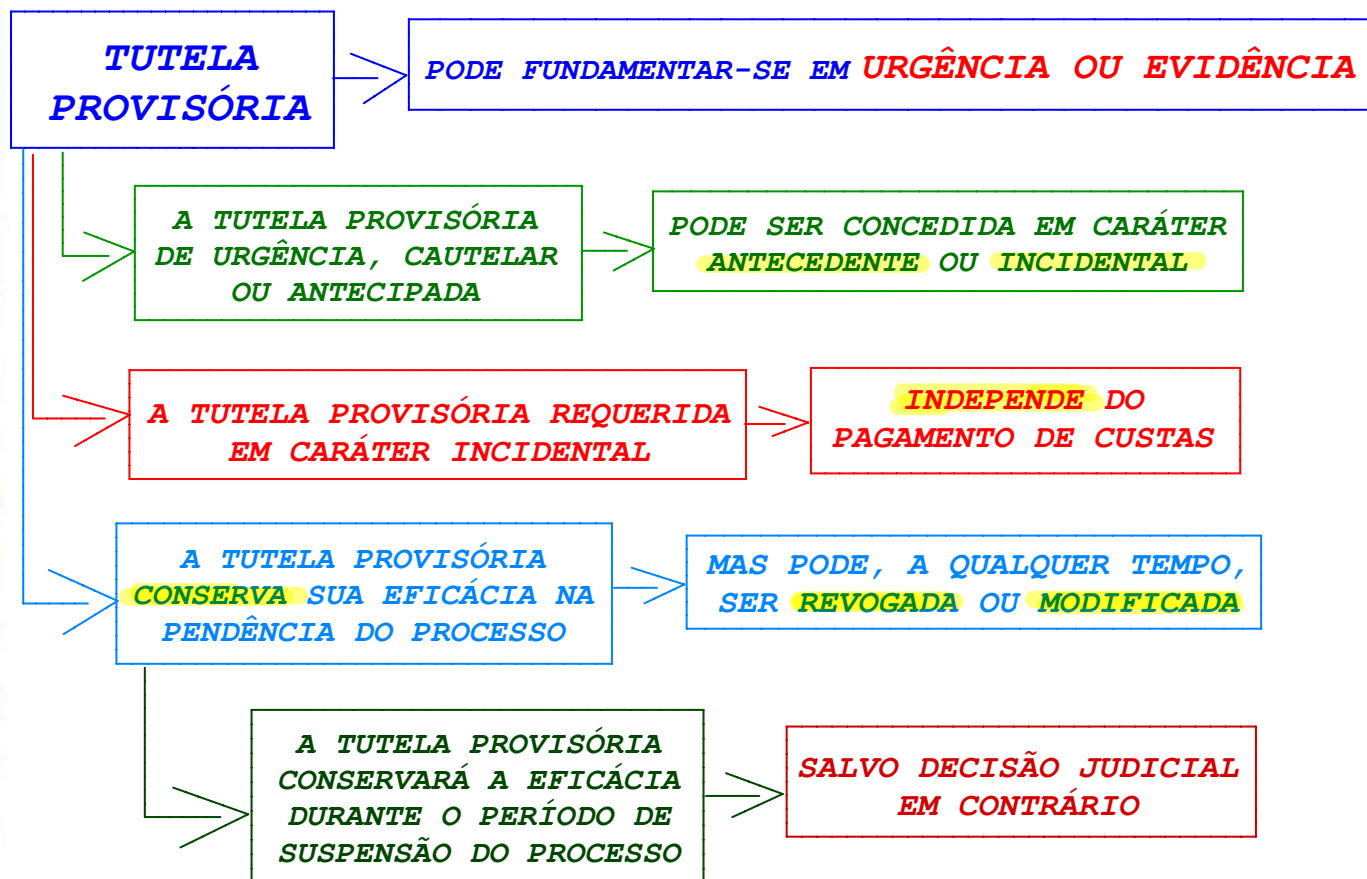 TUTELA
PROVISÓRIA
PODE FUNDAMENTAR-SE EM URGÊNCIA OU EVIDÊNCIA
A TUTELA PROVISÓRIA
DE URGÊNCIA, CAUTELAR
OU ANTECIPADA
PODE SER CONCEDIDA EM CARÁTER
ANTECEDENTE OU INCIDENTAL
A TUTELA PROVISÓRIA REQUERIDA
EM CARÁTER INCIDENTAL
INDEPENDE DO
PAGAMENTO DE CUSTAS
A TUTELA PROVISÓRIA
CONSERVA SUA EFICÁCIA NA
PENDÊNCIA DO PROCESSO
MAS PODE, A QUALQUER TEMPO,
SER REVOGADA OU MODIFICADA
A TUTELA PROVISÓRIA
CONSERVARÁ A EFICÁCIA
DURANTE O PERÍODO DE
SUSPENSÃO DO PROCESSO
SALVO DECISÃO JUDICIAL
EM CONTRÁRIO